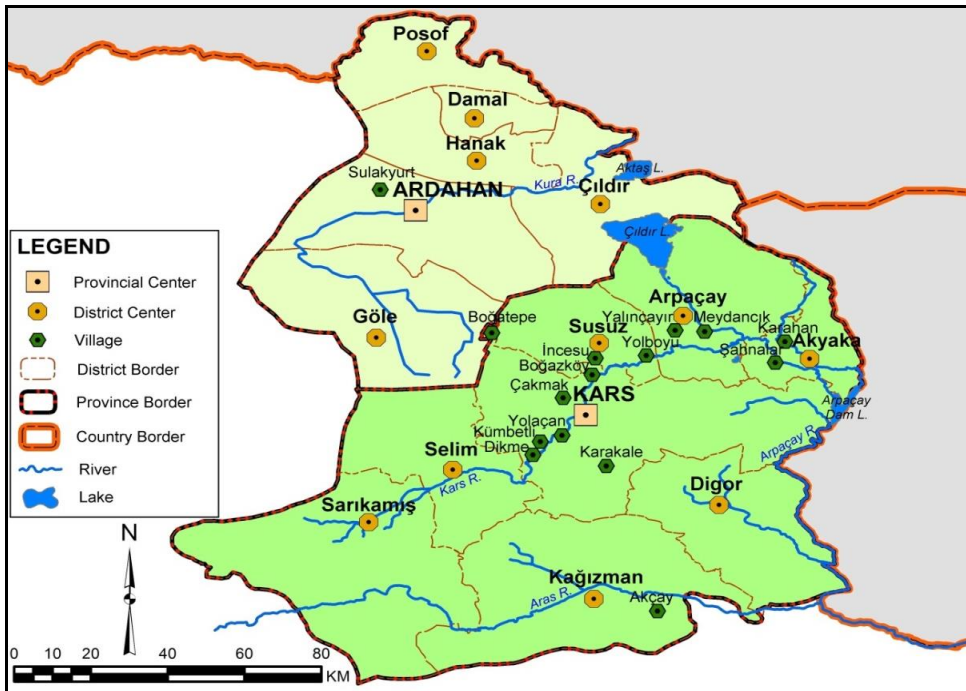 Posof
Damal
Hanak
Sulakyurt
ARDAHAN
Kura R.
Aktaş L.
Çıldır
Çıldır L.
LEGEND
Provincial Center
District Center
Village
District Border
Province Border
Country Border
River
Lake
Göle
Boğatepe
Arpaçay
Yalınçayır
Meydancık
Susuz
Yolboyu
Karahan
Akyaka
Şahnalar
İncesu
Boğazköy
Çakmak
KARS
Arpaçay
Dam L.
Yolaçan
Kümbetli
Dikme
Karakale
Arpaçay R.
Selim
Kars R.
Digor
Sarıkamış
Kağızman
Aras R.
Akçay
N
0 10 20 40 60 80
KM